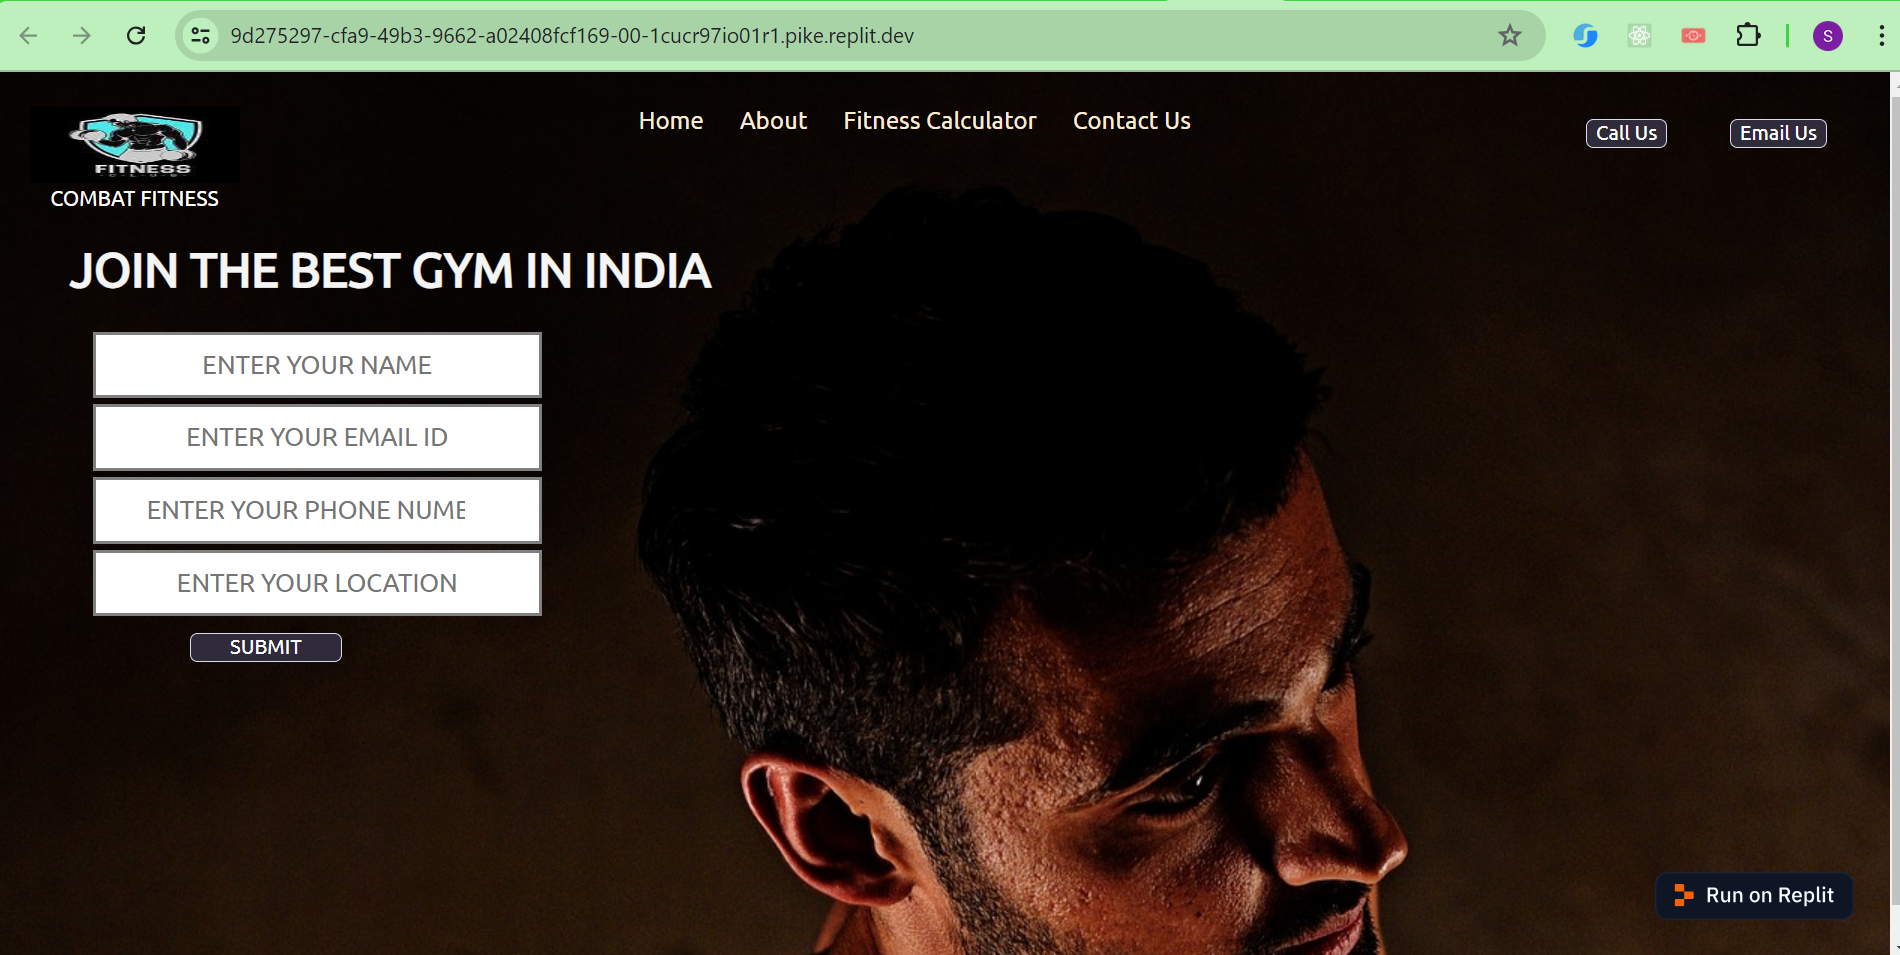 9d275297-cfa9-49b3-9662-a02408fcf169-00-1cucr97io01r1.pike.replit.dev
S
Home About Fitness Calculator Contact Us
Call Us Email Us
FITNESS
CLUB
COMBAT FITNESS
JOIN THE BEST GYM IN INDIA
ENTER YOUR NAME
ENTER YOUR EMAIL ID
ENTER YOUR PHONE NUME
ENTER YOUR LOCATION
SUBMIT
Run on Replit